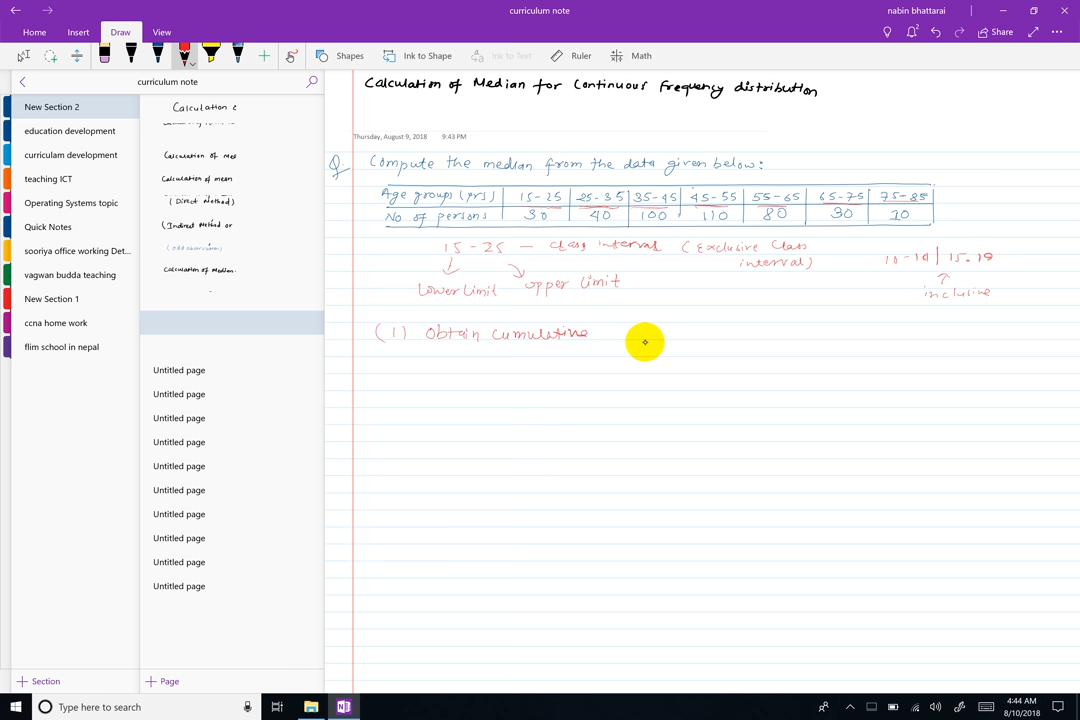 curriculum note
nabin bhattarai
Home
Insert
Draw
View
Share
Shapes
Ink to Shape
Ink to Text
Ruler
Math
curriculum note
New Section 2
education development
curriculam development
teaching ICT
Operating Systems topic
Quick Notes
sooriya office working Det...
vagwan budda teaching
New Section 1
ccna home work
flim school in nepal
Section
Calculation c
Calculation of Mea
Calculation of mean
(Direct Method)
(Indirect Method or
(odd observation)
Calculation of Median.
Untitled page
Untitled page
Untitled page
Untitled page
Untitled page
Untitled page
Untitled page
Untitled page
Untitled page
Untitled page
Page
Calculation of Median for Continuous Frequency distribution
Thursday, August 9, 2018 9:43 PM
Q Compute the median from the data given below:
Age groups (yrs) 15-25 25-35 35-45 45-55 55-65 65-75 75-85
No of persons 30 40 100 110 80 30 10
15-25 - class interval (Exclusive Class
interval)
10-14 | 15-19
Lower limit upper limit
inclusive
(1) Obtain cumulative
Type here to search
4:44 AM
8/10/2018